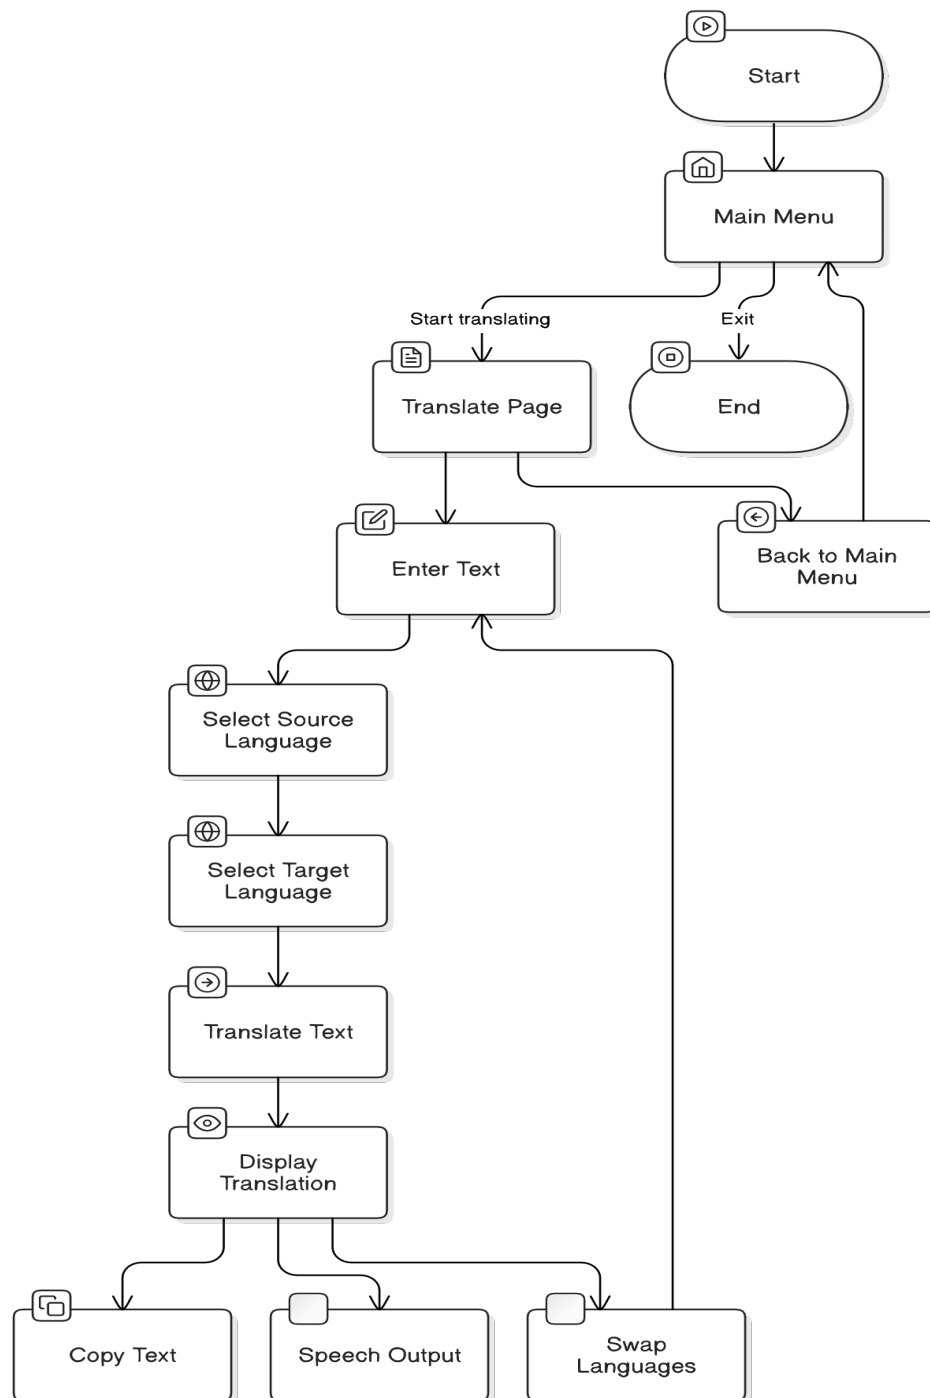 Start
Main Menu
Start translating
Exit
Translate Page
End
Enter Text
Back to Main
Menu
Select Source
Language
Select Target
Language
Translate Text
Display
Translation
Copy Text
Speech Output
Swap
Languages